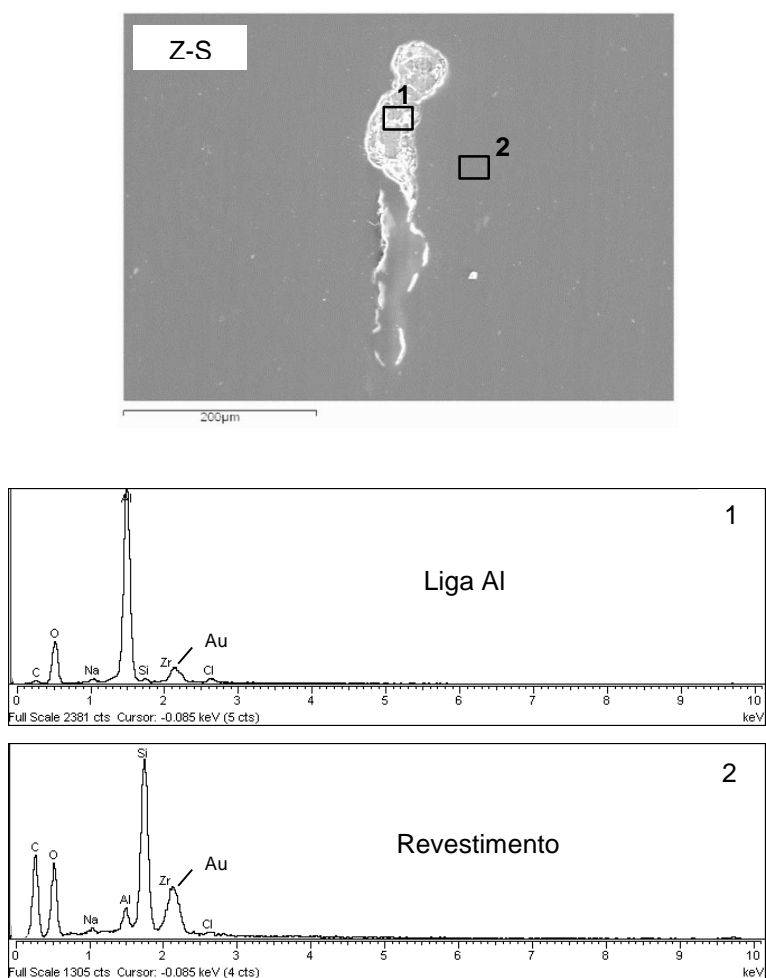 Z-S
1
2
200µm
1
Liga Al
Al
O
Au
C
Na
Si
Zr
Cl
0 1 2 3 4 5 6 7 8 9 10
Full Scale 2381 cts Cursor: -0.085 keV (5 cts) keV
2
Revestimento
Si
C
O
Au
Zr
Al
Na
Cl
0 1 2 3 4 5 6 7 8 9 10
Full Scale 1305 cts Cursor: -0.085 keV (4 cts) keV